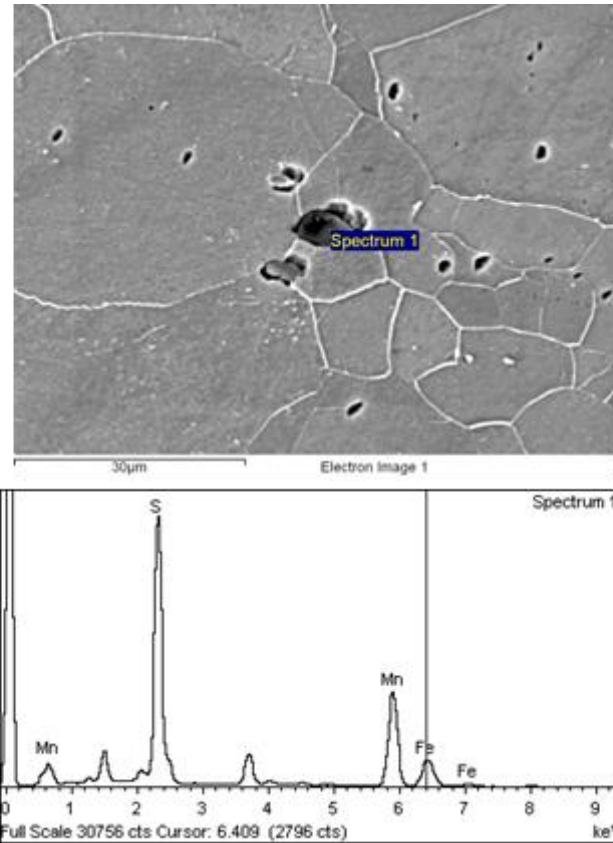 Spectrum 1
30µm Electron Image 1
Spectrum 1
S
Mn
Mn
Fe
Fe
0 1 2 3 4 5 6 7 8 9
Full Scale 30756 cts Cursor: 6.409 (2796 cts) keV